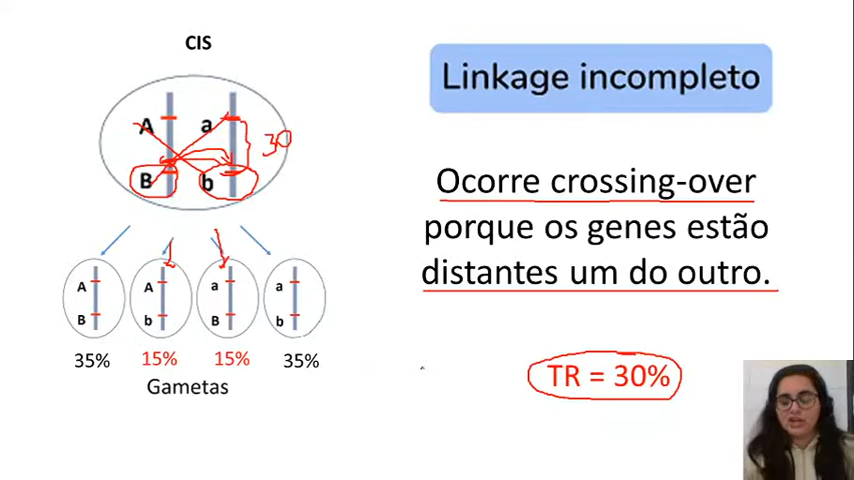 CIS
Linkage incompleto
A
a
30
B
b
Ocorre crossing-over
porque os genes estão
distantes um do outro.
A A a a
B b B b
35% 15% 15% 35%
Gametas
TR = 30%